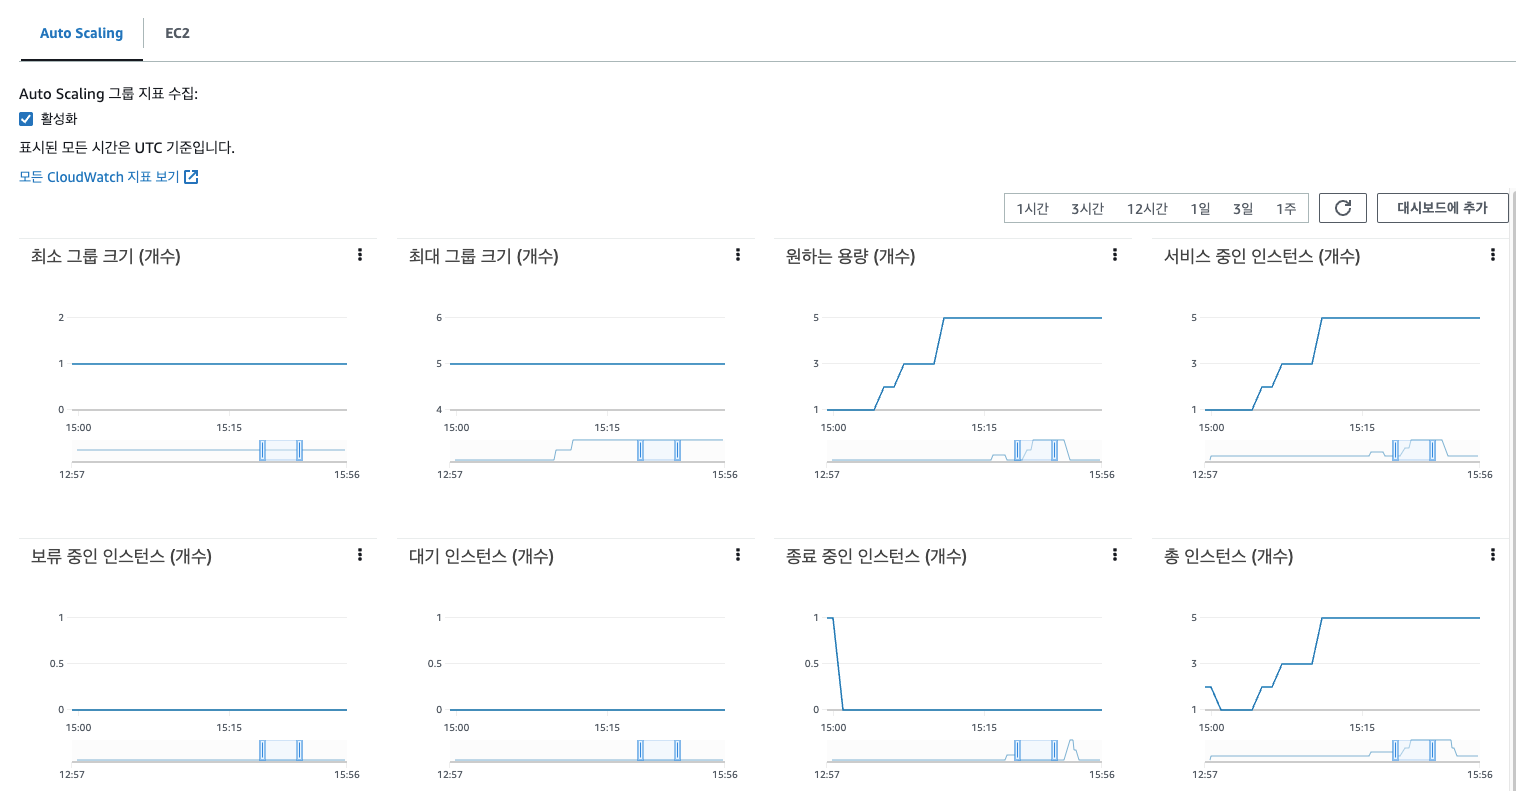 Auto Scaling
EC2
Auto Scaling 그룹 지표 수집:
활성화
표시된 모든 시간은 UTC 기준입니다.
모든 CloudWatch 지표 보기
1시간 3시간 12시간 1일 3일 1주
대시보드에 추가
최소 그룹 크기 (개수)
2
1
0
15:00 15:15
12:57 15:56
최대 그룹 크기 (개수)
6
5
4
15:00 15:15
12:57 15:56
원하는 용량 (개수)
5
3
1
15:00 15:15
12:57 15:56
서비스 중인 인스턴스 (개수)
5
3
1
15:00 15:15
12:57 15:56
보류 중인 인스턴스 (개수)
1
0.5
0
15:00 15:15
12:57 15:56
대기 인스턴스 (개수)
1
0.5
0
15:00 15:15
12:57 15:56
종료 중인 인스턴스 (개수)
1
0.5
0
15:00 15:15
12:57 15:56
총 인스턴스 (개수)
5
3
1
15:00 15:15
12:57 15:56